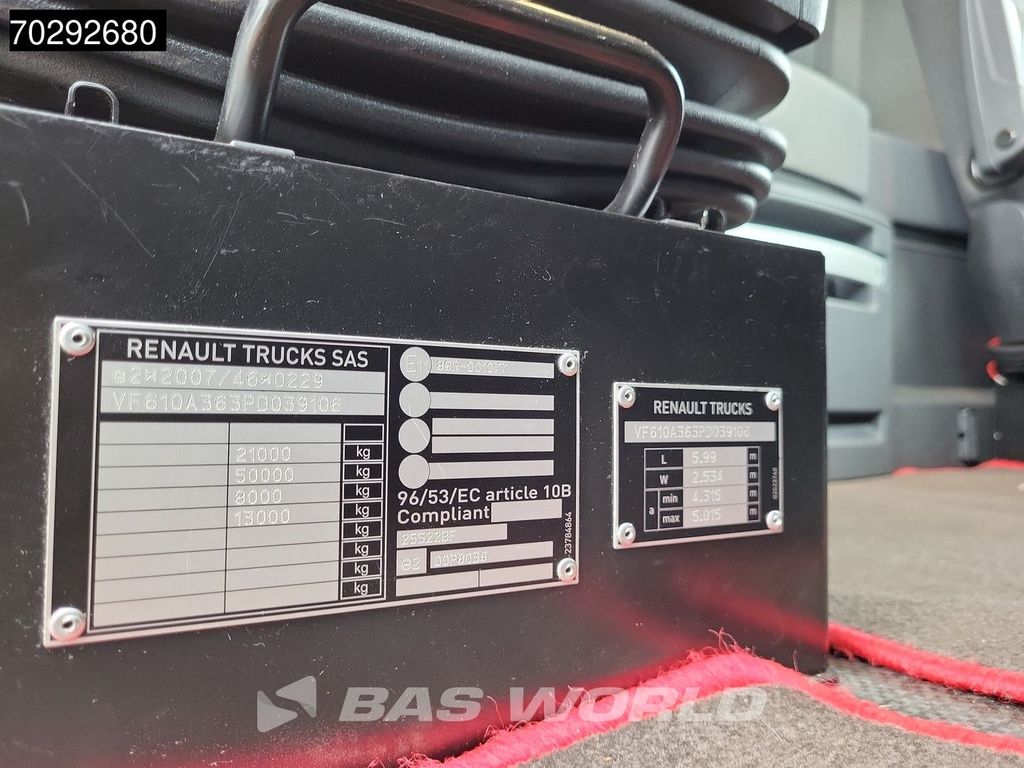 70292680
RENAULT TRUCKS SAS
e2*2007/46*0229
VF610A363PD039106
kg
21000 kg
50000 kg
8000 kg
13000 kg
kg
kg
kg
96/53/EC article 10B
Compliant
e2
23784864
RENAULT TRUCKS
VF610A363PD039106
L 5.99 m
W 2.534 m
a
min 4.315 m
max 5.015 m
BAS WORLD